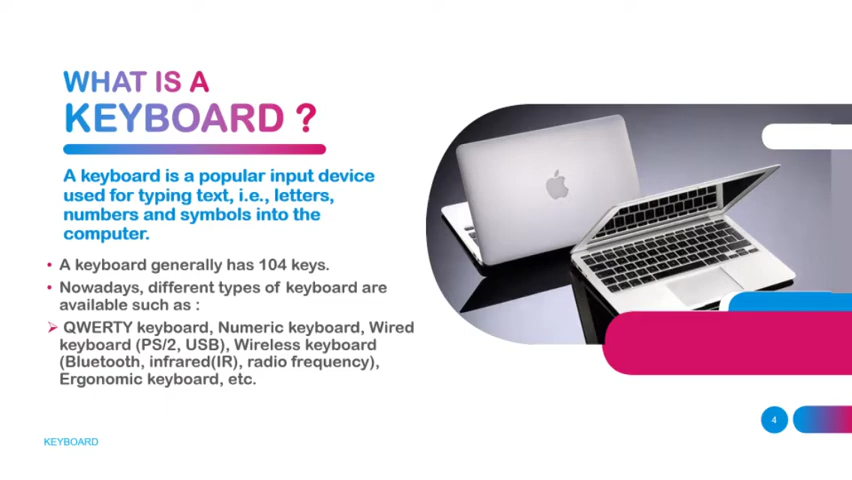 WHAT IS A
KEYBOARD ?
A keyboard is a popular input device
used for typing text, i.e., letters,
numbers and symbols into the
computer.
• A keyboard generally has 104 keys.
• Nowadays, different types of keyboard are
available such as :
➢ QWERTY keyboard, Numeric keyboard, Wired
keyboard (PS/2, USB), Wireless keyboard
(Bluetooth, infrared(IR), radio frequency),
Ergonomic keyboard, etc.
4
KEYBOARD